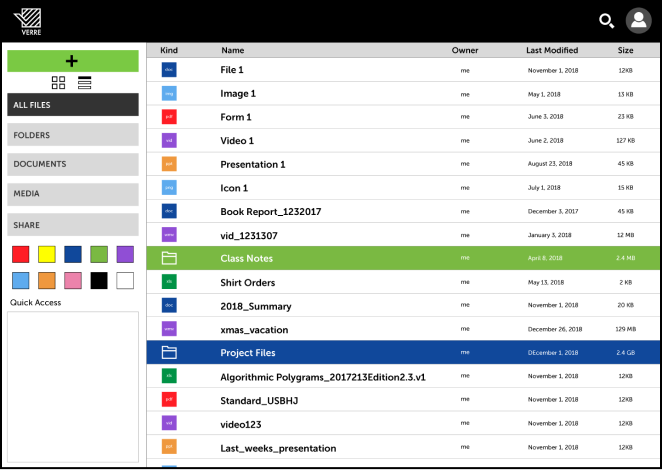 VERRE
Kind Name Owner Last Modified Size
+
ALL FILES
FOLDERS
DOCUMENTS
MEDIA
SHARE
Quick Access
doc File 1 me November 1, 2018 12KB
Image 1 me May 1, 2018 13 KB
pdf Form 1 me June 3, 2018 23 KB
vid Video 1 me June 2, 2018 127 KB
Presentation 1 me August 23, 2018 45 KB
Icon 1 me July 1, 2018 15 KB
doc Book Report_1232017 me December 3, 2017 45 KB
vid_1231307 me January 3, 2018 12 MB
Class Notes me April 8, 2018 2.4 MB
xls Shirt Orders me May 13, 2018 2 KB
doc 2018_Summary me November 1, 2018 20 KB
xmas_vacation me December 26, 2018 129 MB
Project Files me DEcember 1, 2018 2.4 GB
xls Algorithmic Polygrams_2017213Edition2.3.v1 me November 1, 2018 12KB
pdf Standard_USBHJ me November 1, 2018 12KB
vid video123 me November 1, 2018 12KB
Last_weeks_presentation me November 1, 2018 12KB